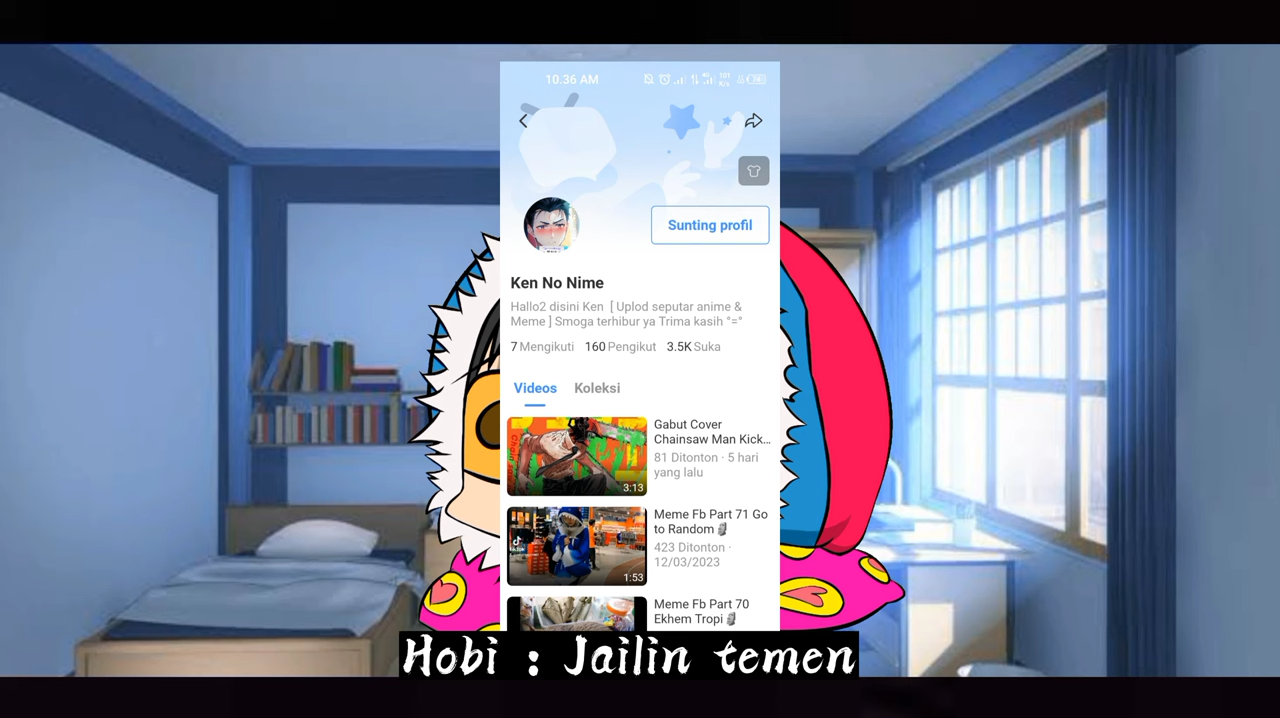 10.36 AM
Sunting profil
Ken No Nime
Hallo2 disini Ken [ Uplod seputar anime &
Meme ] Smoga terhibur ya Trima kasih °=°
7 Mengikuti 160 Pengikut 3.5K Suka
Videos Koleksi
Gabut Cover
Chainsaw Man Kick...
81 Ditonton · 5 hari
yang lalu
3:13
Meme Fb Part 71 Go
to Random 🗿
423 Ditonton ·
12/03/2023
1:53
Meme Fb Part 70
Ekhem Tropi 🗿
Hobi : Jailin temen